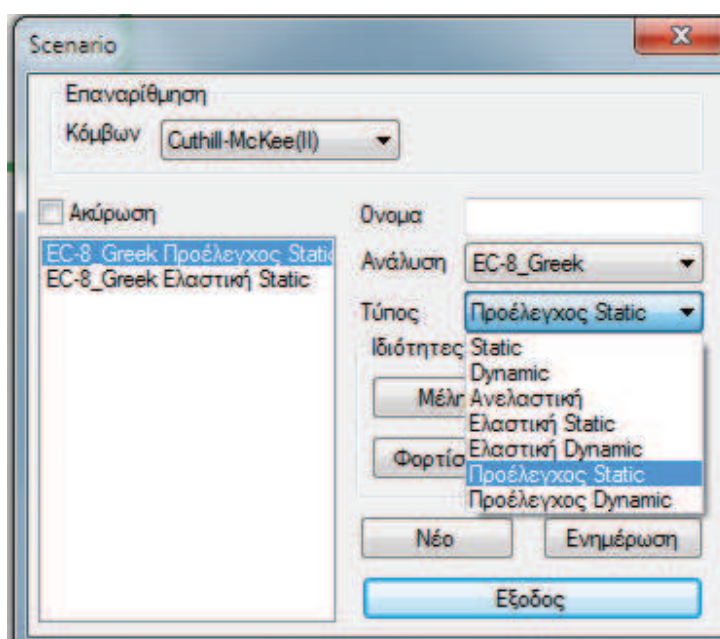 Scenario
Επαναρίθμηση
Κόμβων Cuthill-McKee(II)
Ακύρωση
EC-8_Greek Προέλεγχος Static
EC-8_Greek Ελαστική Static
Ονομα
Ανάλυση EC-8_Greek
Τύπος Προέλεγχος Static
Ιδιότητες
Static
Dynamic
Ανελαστική
Ελαστική Static
Ελαστική Dynamic
Προέλεγχος Static
Προέλεγχος Dynamic
Νέο Ενημέρωση
Εξοδος